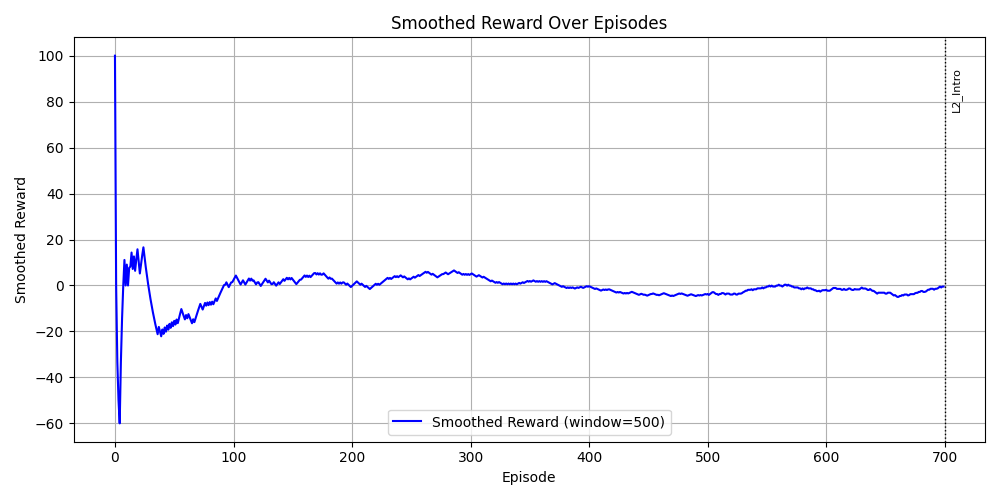 Smoothed Reward Over Episodes
Smoothed Reward
100
80
60
40
20
0
−20
−40
−60
L2_Intro
Smoothed Reward (window=500)
0 100 200 300 400 500 600 700
Episode